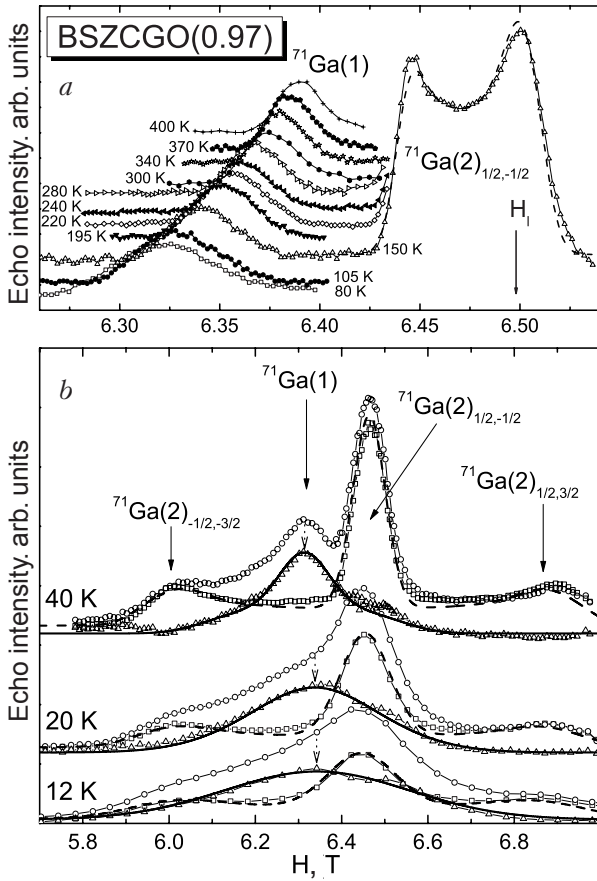 BSZCGO(0.97)
a
71Ga(1)
400 K
370 K
340 K
300 K
280 K
240 K
220 K
195 K
150 K
105 K
80 K
71Ga(2)1/2,-1/2
Hl
Echo intensity. arb. units
6.30 6.35 6.40 6.45 6.50
b
71Ga(1)
71Ga(2)1/2,-1/2
71Ga(2)-1/2,-3/2
71Ga(2)1/2,3/2
40 K
20 K
12 K
Echo intensity. arb. units
5.8 6.0 6.2 6.4 6.6 6.8
H, T